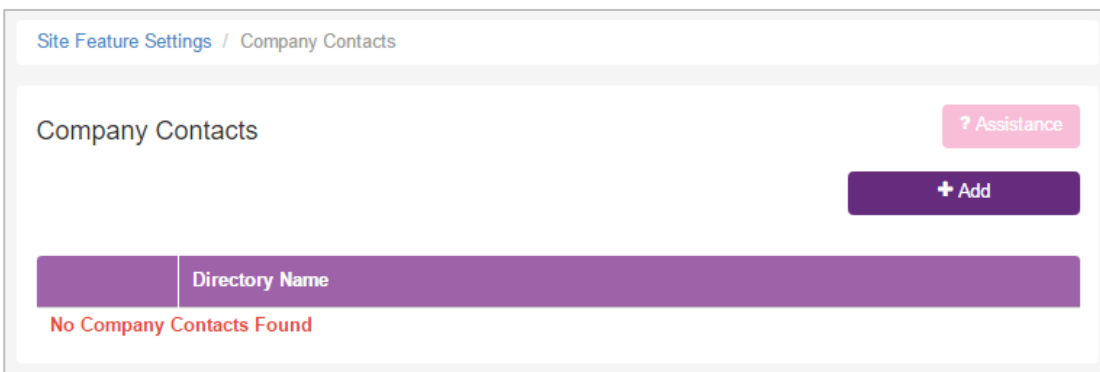 Site Feature Settings / Company Contacts
Company Contacts
? Assistance
+ Add
Directory Name
No Company Contacts Found